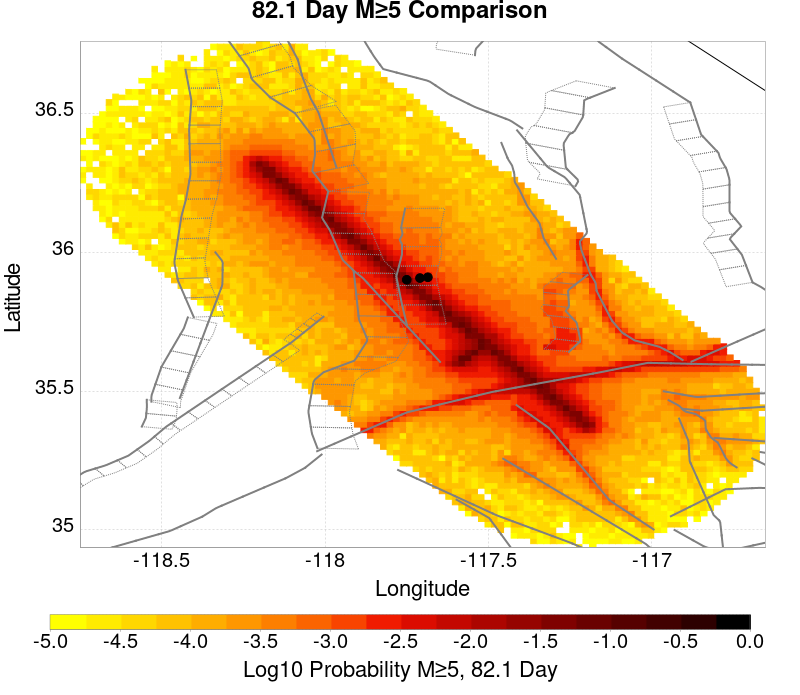 82.1 Day M≥5 Comparison
36.5
36
35.5
35
Latitude
-118.5 -118 -117.5 -117
Longitude
-5.0 -4.5 -4.0 -3.5 -3.0 -2.5 -2.0 -1.5 -1.0 -0.5 0.0
Log10 Probability M≥5, 82.1 Day